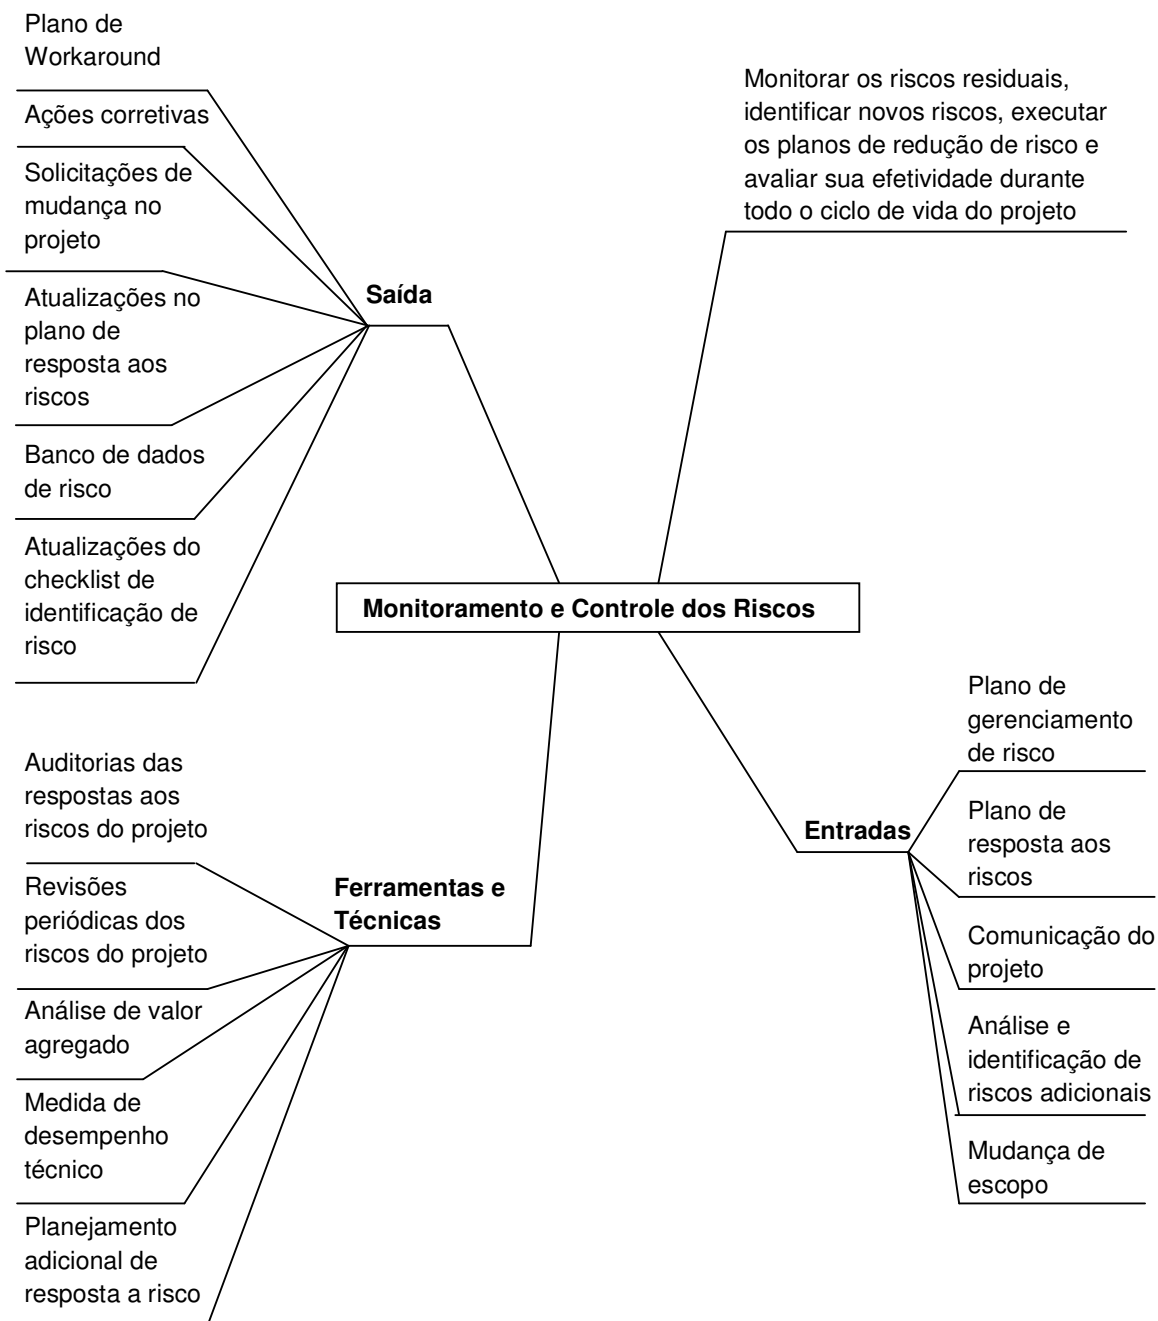 Plano de
Workaround
Ações corretivas
Solicitações de
mudança no
projeto
Atualizações no
plano de
resposta aos
riscos
Banco de dados
de risco
Atualizações do
checklist de
identificação de
risco
Saída
Monitorar os riscos residuais,
identificar novos riscos, executar
os planos de redução de risco e
avaliar sua efetividade durante
todo o ciclo de vida do projeto
Monitoramento e Controle dos Riscos
Auditorias das
respostas aos
riscos do projeto
Revisões
periódicas dos
riscos do projeto
Análise de valor
agregado
Medida de
desempenho
técnico
Planejamento
adicional de
resposta a risco
Ferramentas e
Técnicas
Entradas
Plano de
gerenciamento
de risco
Plano de
resposta aos
riscos
Comunicação do
projeto
Análise e
identificação de
riscos adicionais
Mudança de
escopo